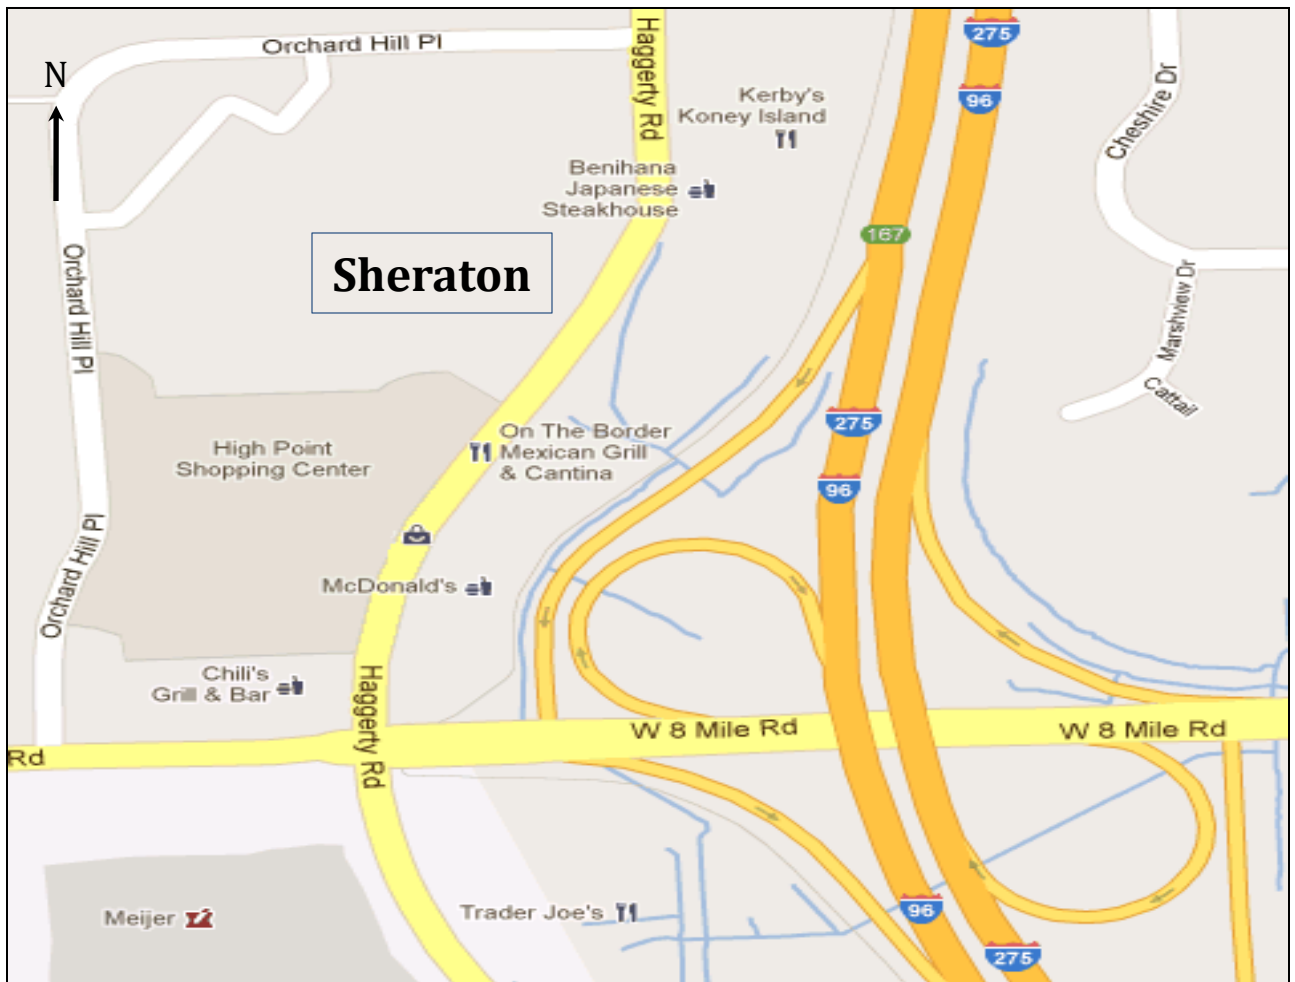 Orchard Hill Pl
Haggerty Rd
275
N
96
Kerby's
Koney Island
Cheshire Dr
Benihana
Japanese
Steakhouse
167
Sheraton
Orchard Hill Pl
Marshview Dr
Cattail
275
On The Border
Mexican Grill
& Cantina
High Point
Shopping Center
96
Orchard Hill Pl
McDonald's
Chili's
Grill & Bar
Haggerty Rd
W 8 Mile Rd
W 8 Mile Rd
Rd
Meijer
Trader Joe's
96
275